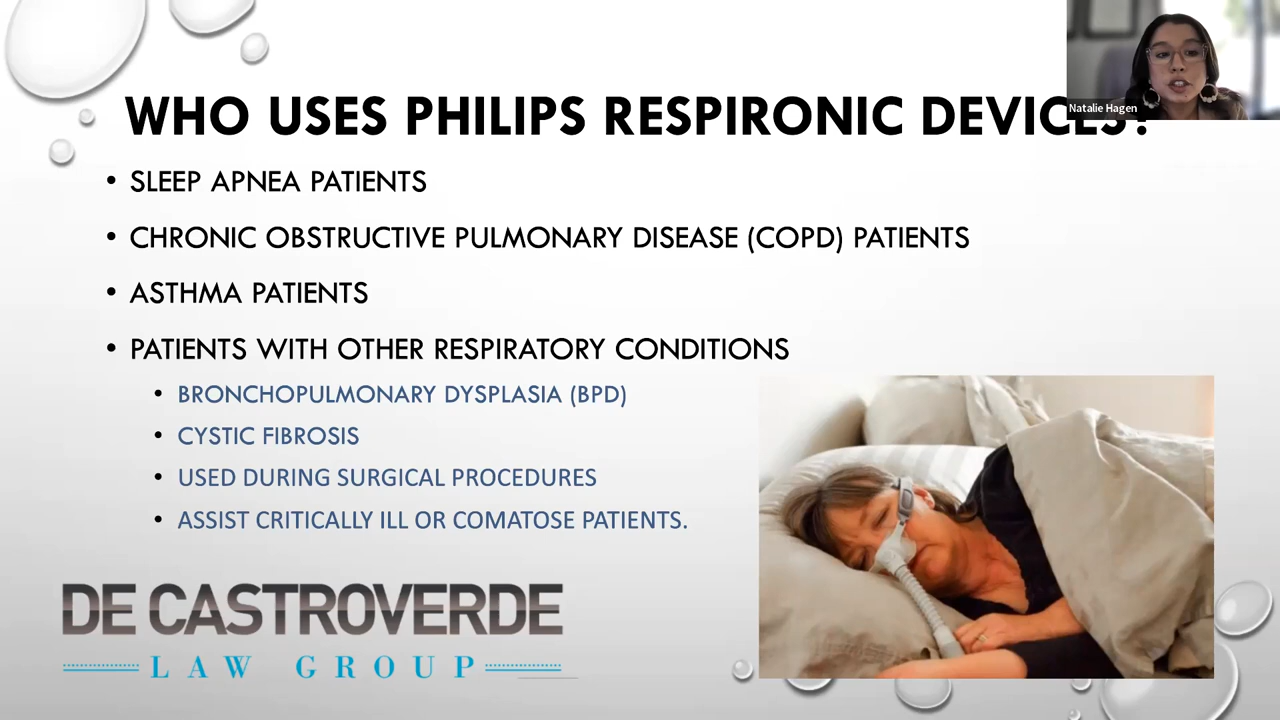 WHO USES PHILIPS RESPIRONIC DEVICES?
Natalie Hagen
• SLEEP APNEA PATIENTS
• CHRONIC OBSTRUCTIVE PULMONARY DISEASE (COPD) PATIENTS
• ASTHMA PATIENTS
• PATIENTS WITH OTHER RESPIRATORY CONDITIONS
• BRONCHOPULMONARY DYSPLASIA (BPD)
• CYSTIC FIBROSIS
• USED DURING SURGICAL PROCEDURES
• ASSIST CRITICALLY ILL OR COMATOSE PATIENTS.
DE CASTROVERDE
LAW GROUP